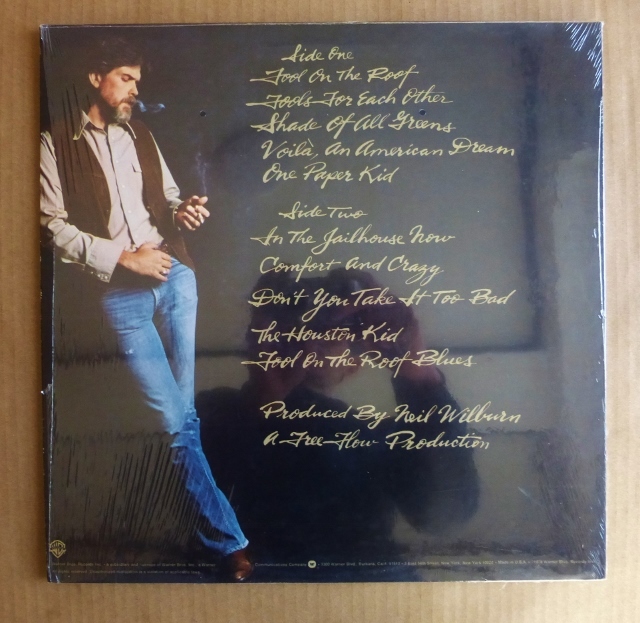 Side One
Fool On The Roof
Fools For Each Other
Shade Of All Greens
Voilà, An American Dream
One Paper Kid
Side Two
In The Jailhouse Now
Comfort And Crazy
Don't You Take It Too Bad
The Houston Kid
Fool On The Roof Blues
Produced By Neil Wilburn
A Free Flow Production